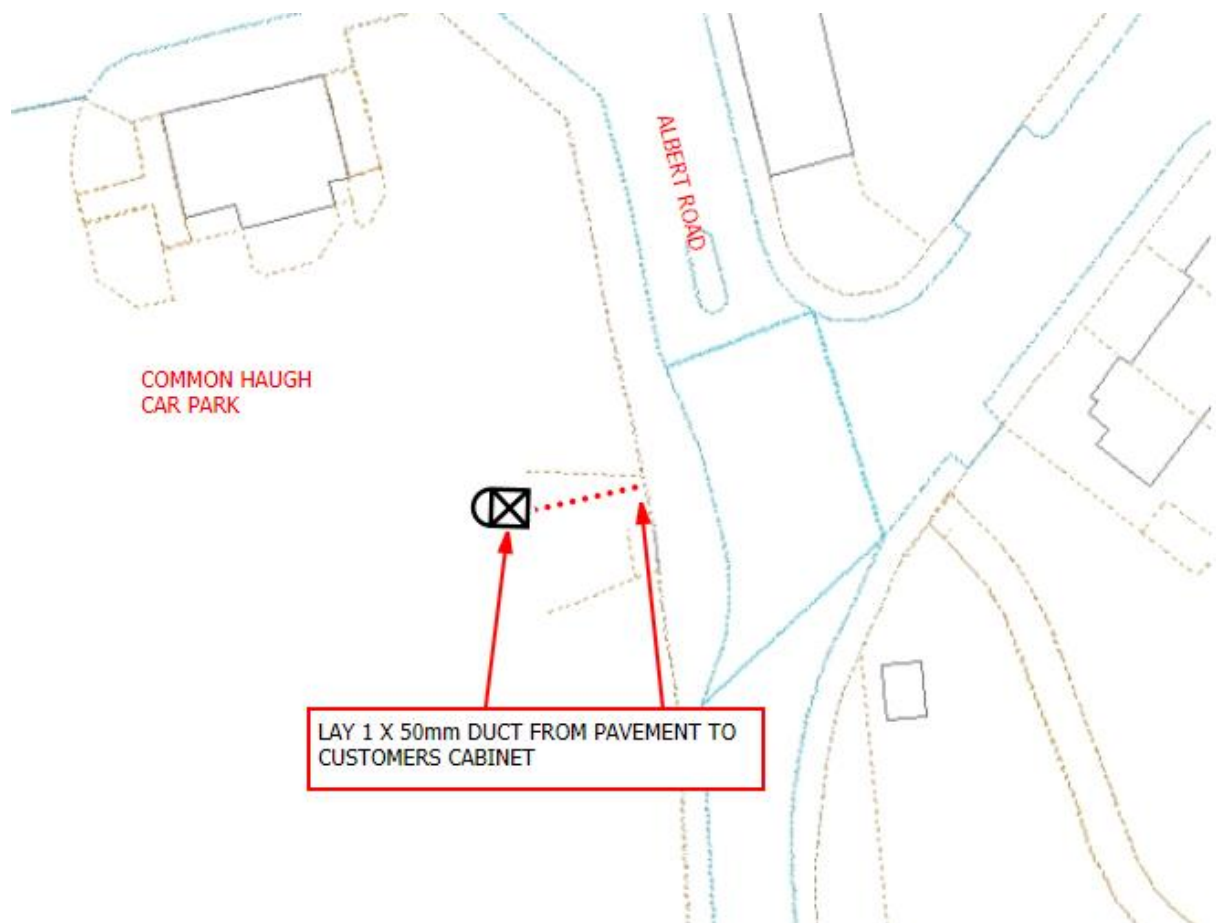 ALBERT ROAD
COMMON HAUGH
CAR PARK
LAY 1 X 50mm DUCT FROM PAVEMENT TO
CUSTOMERS CABINET